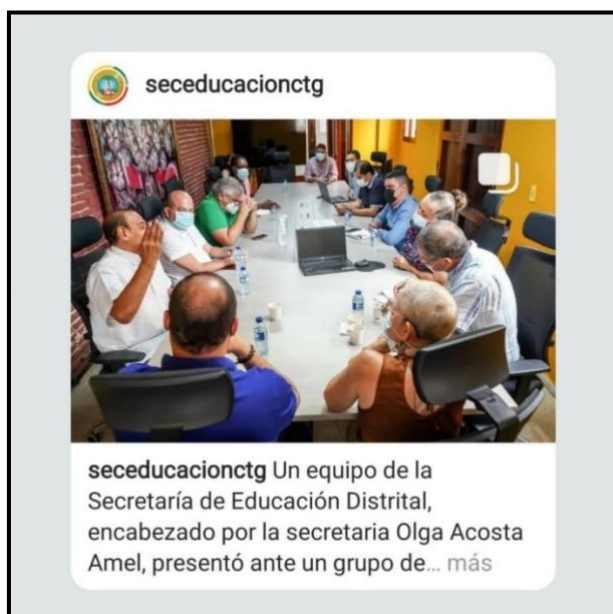 seceducacionctg
seceducacionctg Un equipo de la
Secretaría de Educación Distrital,
encabezado por la secretaria Olga Acosta
Amel, presentó ante un grupo de... más